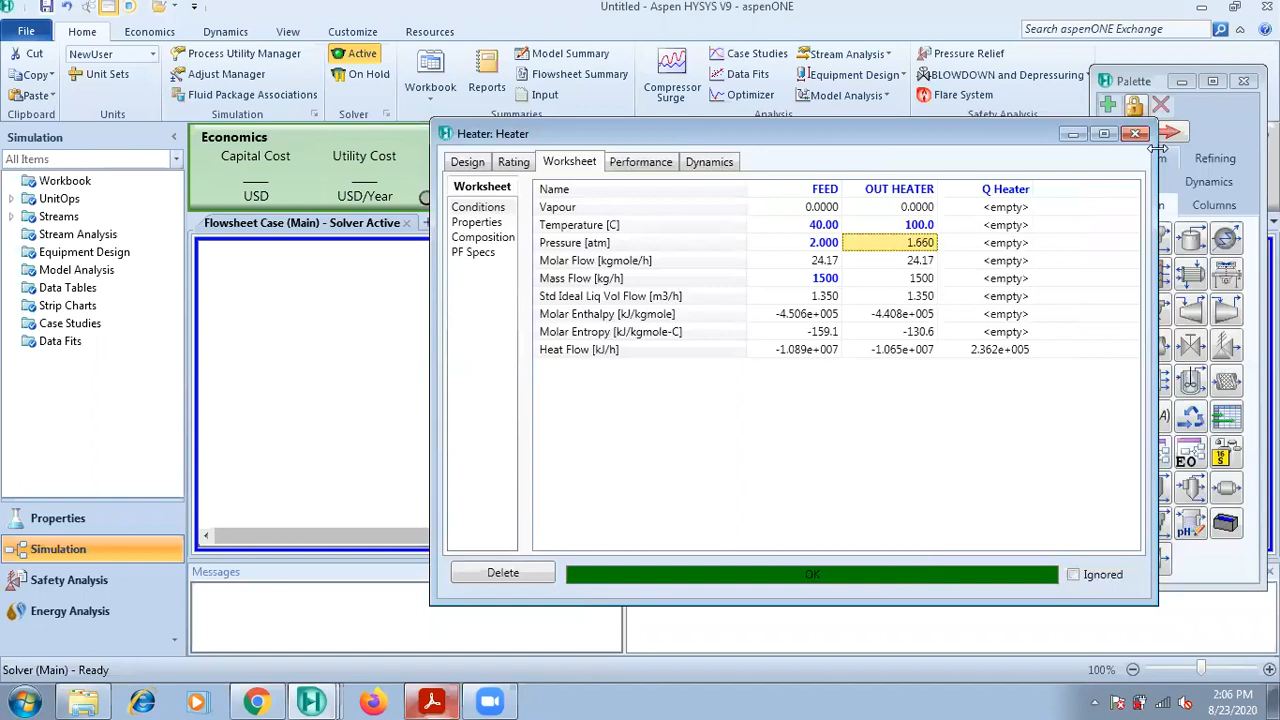 Untitled - Aspen HYSYS V9 - aspenONE
File Home Economics Dynamics View Customize Resources Search aspenONE Exchange
Cut NewUser Process Utility Manager Active Model Summary Case Studies Stream Analysis Pressure Relief
Copy Unit Sets Adjust Manager On Hold Workbook Reports Flowsheet Summary Compressor Surge Data Fits Equipment Design BLOWDOWN and Depressuring
Paste Fluid Package Associations Input Optimizer Model Analysis Flare System
Clipboard Units Simulation Solver Summaries Analysis Safety Analysis
Palette
Simulation
All Items
Workbook
UnitOps
Streams
Stream Analysis
Equipment Design
Model Analysis
Data Tables
Strip Charts
Case Studies
Data Fits
Properties
Simulation
Safety Analysis
Energy Analysis
Economics
Capital Cost Utility Cost
USD USD/Year
Flowsheet Case (Main) - Solver Active
Heater: Heater
Design Rating Worksheet Performance Dynamics
Worksheet
Conditions
Properties
Composition
PF Specs
Name FEED OUT HEATER Q Heater
Vapour 0.0000 0.0000 <empty>
Temperature [C] 40.00 100.0 <empty>
Pressure [atm] 2.000 1.660 <empty>
Molar Flow [kgmole/h] 24.17 24.17 <empty>
Mass Flow [kg/h] 1500 1500 <empty>
Std Ideal Liq Vol Flow [m3/h] 1.350 1.350 <empty>
Molar Enthalpy [kJ/kgmole] -4.506e+005 -4.408e+005 <empty>
Molar Entropy [kJ/kgmole-C] -159.1 -130.6 <empty>
Heat Flow [kJ/h] -1.089e+007 -1.065e+007 2.362e+005
Delete OK Ignored
Refining
Dynamics
Columns
EO
16
S
pH
Messages
Solver (Main) - Ready 100%
2:06 PM
8/23/2020